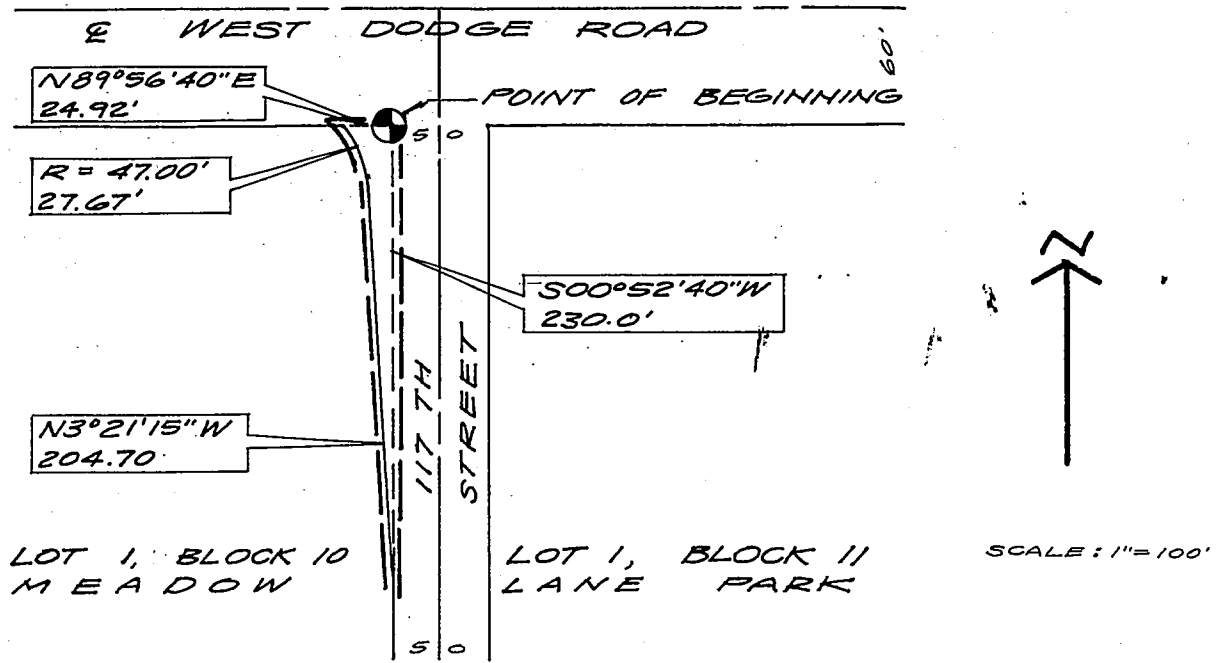 ℄ WEST DODGE ROAD
60'
N89°56'40"E
24.92'
POINT OF BEGINNING
50
R = 47.00'
27.67'
N
S00°52'40"W
230.0'
117TH
STREET
N3°21'15"W
204.70
LOT 1, BLOCK 10
MEADOW
LOT 1, BLOCK 11
LANE PARK
SCALE: 1"=100'
50